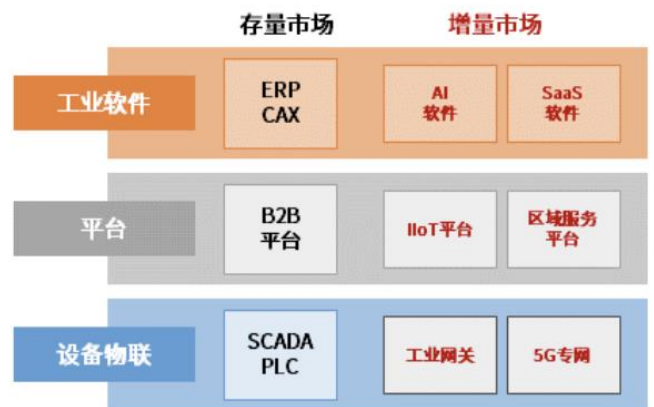 存量市场 增量市场
工业软件
ERP
CAX
AI
软件
SaaS
软件
平台
B2B
平台
IIoT平台
区域服务
平台
设备物联
SCADA
PLC
工业网关
5G专网